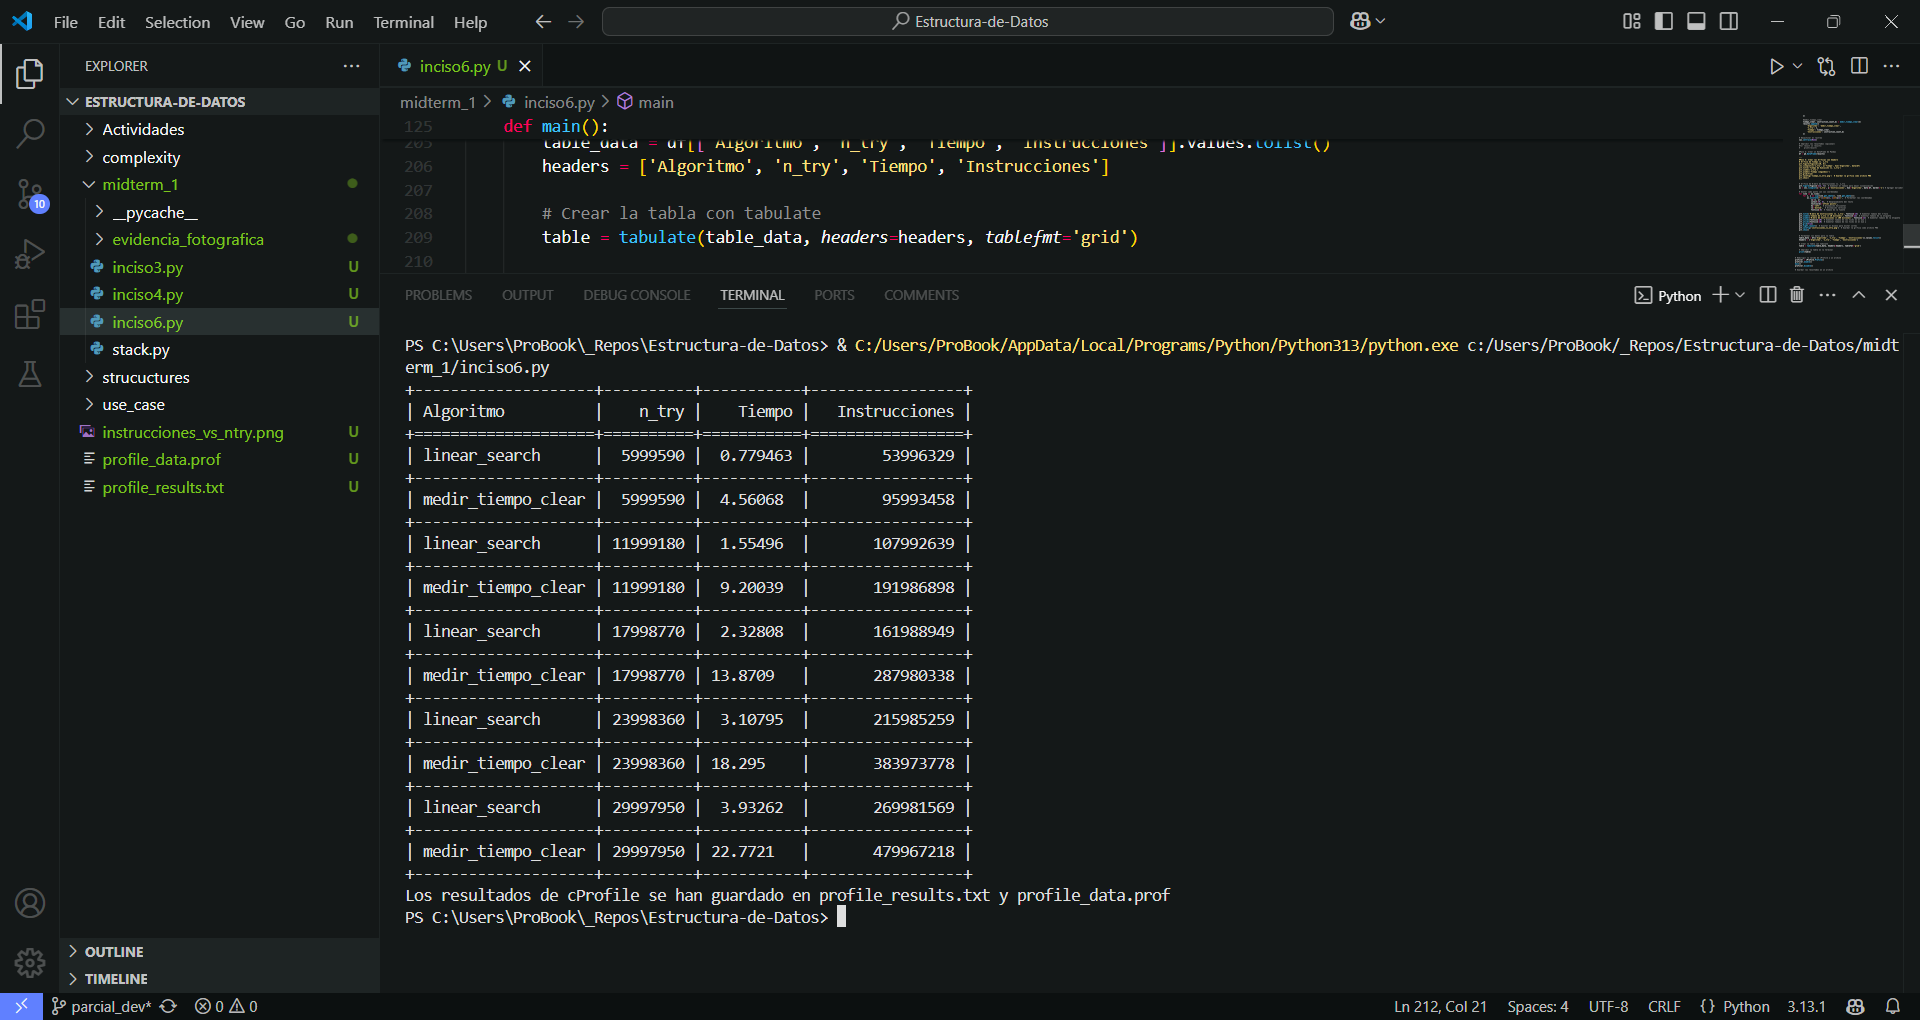 File Edit Selection View Go Run Terminal Help Estructura-de-Datos
EXPLORER
ESTRUCTURA-DE-DATOS
Actividades
complexity
midterm_1
__pycache__
evidencia_fotografica
inciso3.py U
inciso4.py U
inciso6.py U
stack.py
strucuctures
use_case
instrucciones_vs_ntry.png U
profile_data.prof U
profile_results.txt U
OUTLINE
TIMELINE
10
inciso6.py U
midterm_1 > inciso6.py > main
125 def main():
205 table_data = df[['Algoritmo', 'n_try', 'Tiempo', 'Instrucciones']].values.tolist()
206 headers = ['Algoritmo', 'n_try', 'Tiempo', 'Instrucciones']
207
208 # Crear la tabla con tabulate
209 table = tabulate(table_data, headers=headers, tablefmt='grid')
210
PROBLEMS OUTPUT DEBUG CONSOLE TERMINAL PORTS COMMENTS Python
PS C:\Users\ProBook\_Repos\Estructura-de-Datos> & C:/Users/ProBook/AppData/Local/Programs/Python/Python313/python.exe c:/Users/ProBook/_Repos/Estructura-de-Datos/midt
erm_1/inciso6.py
+--------------------+----------+-----------+-----------------+
| Algoritmo          |    n_try |    Tiempo |   Instrucciones |
+====================+==========+===========+=================+
| linear_search      |  5999590 |  0.779463 |        53996329 |
+--------------------+----------+-----------+-----------------+
| medir_tiempo_clear |  5999590 |  4.56068  |        95993458 |
+--------------------+----------+-----------+-----------------+
| linear_search      | 11999180 |  1.55496  |       107992639 |
+--------------------+----------+-----------+-----------------+
| medir_tiempo_clear | 11999180 |  9.20039  |       191986898 |
+--------------------+----------+-----------+-----------------+
| linear_search      | 17998770 |  2.32808  |       161988949 |
+--------------------+----------+-----------+-----------------+
| medir_tiempo_clear | 17998770 | 13.8709   |       287980338 |
+--------------------+----------+-----------+-----------------+
| linear_search      | 23998360 |  3.10795  |       215985259 |
+--------------------+----------+-----------+-----------------+
| medir_tiempo_clear | 23998360 | 18.295    |       383973778 |
+--------------------+----------+-----------+-----------------+
| linear_search      | 29997950 |  3.93262  |       269981569 |
+--------------------+----------+-----------+-----------------+
| medir_tiempo_clear | 29997950 | 22.7721   |       479967218 |
+--------------------+----------+-----------+-----------------+
Los resultados de cProfile se han guardado en profile_results.txt y profile_data.prof
PS C:\Users\ProBook\_Repos\Estructura-de-Datos>
parcial_dev* 0 0 Ln 212, Col 21 Spaces: 4 UTF-8 CRLF {} Python 3.13.1